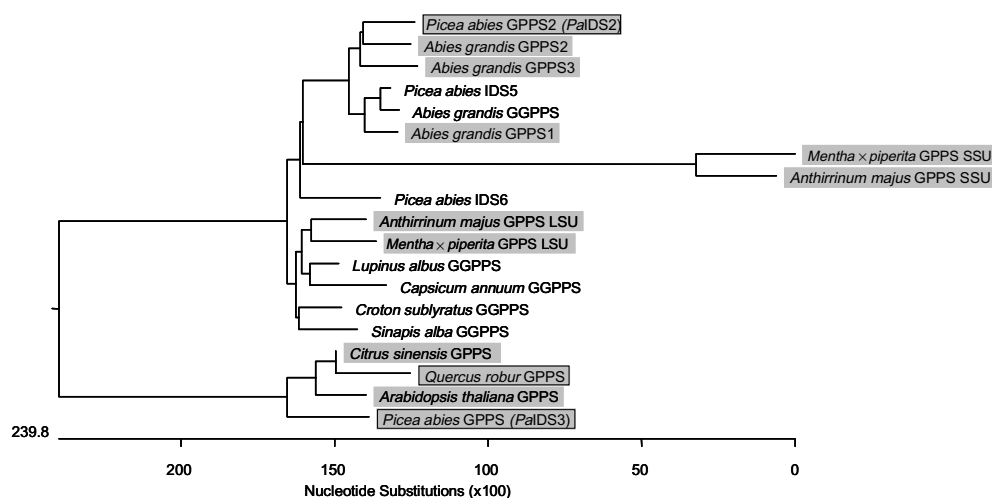 Picea abies GPPS2 (PaIDS2)
Abies grandis GPPS2
Abies grandis GPPS3
Picea abies IDS5
Abies grandis GGPPS
Abies grandis GPPS1
Mentha × piperita GPPS SSU
Anthirrinum majus GPPS SSU
Picea abies IDS6
Anthirrinum majus GPPS LSU
Mentha × piperita GPPS LSU
Lupinus albus GGPPS
Capsicum annuum GGPPS
Croton sublyratus GGPPS
Sinapis alba GGPPS
Citrus sinensis GPPS
Quercus robur GPPS
Arabidopsis thaliana GPPS
Picea abies GPPS (PaIDS3)
239.8
200 150 100 50 0
Nucleotide Substitutions (x100)